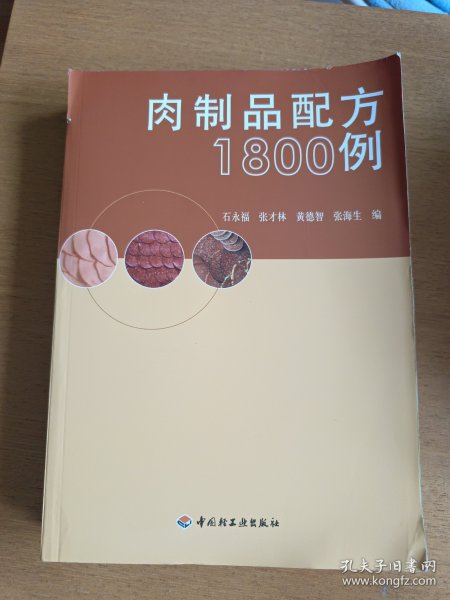 肉制品配方
1800例
石永福 张才林 黄德智 张海生 编
中国轻工业出版社
孔夫子旧书网
www.kongfz.com